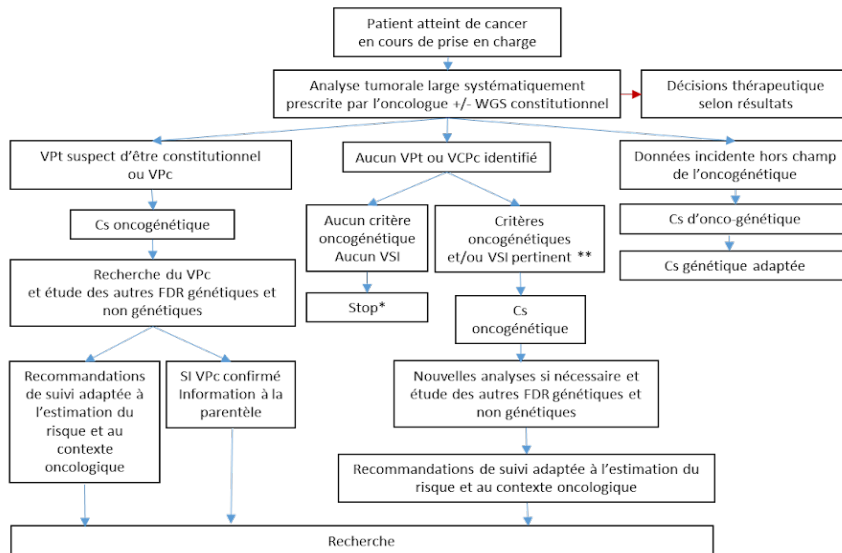 Patient atteint de cancer
en cours de prise en charge
Analyse tumorale large systématiquement
prescrite par l'oncologue +/- WGS constitutionnel
Décisions thérapeutique
selon résultats
VPt suspect d'être constitutionnel
ou VPc
Aucun VPt ou VCPc identifié
Données incidente hors champ
de l'oncogénétique
Cs oncogénétique
Aucun critère
oncogénétique
Aucun VSI
Critères
oncogénétiques
et/ou VSI pertinent **
Cs d'onco-génétique
Cs génétique adaptée
Recherche du VPc
et étude des autres FDR génétiques et
non génétiques
Stop*
Cs
oncogénétique
Recommandations
de suivi adaptée à
l'estimation du
risque et au
contexte
oncologique
SI VPc confirmé
Information à la
parentèle
Nouvelles analyses si nécessaire et
étude des autres FDR génétiques et
non génétiques
Recommandations de suivi adaptée à l'estimation du
risque et au contexte oncologique
Recherche